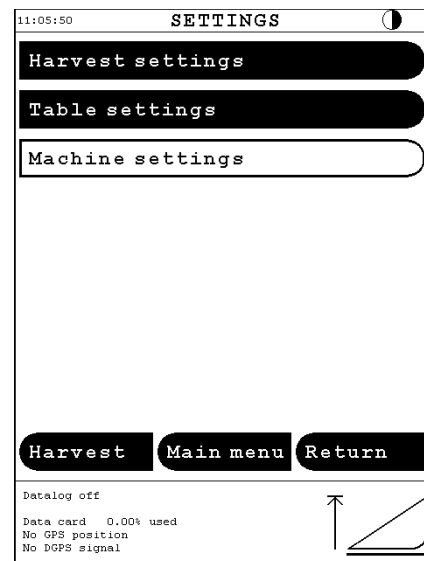 11:05:50 SETTINGS
Harvest settings
Table settings
Machine settings
Harvest Main menu Return
Datalog off
Data card 0.00% used
No GPS position
No DGPS signal